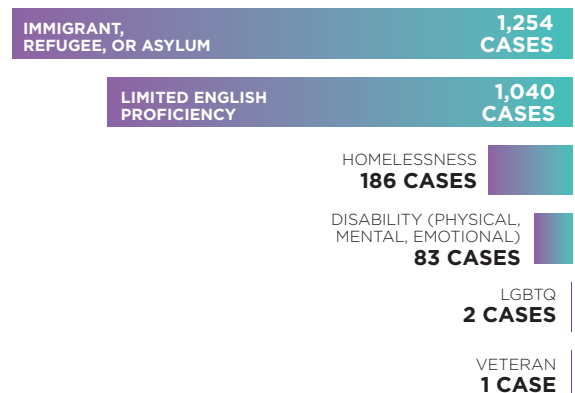 IMMIGRANT,
REFUGEE, OR ASYLUM
1,254
CASES
LIMITED ENGLISH
PROFICIENCY
1,040
CASES
HOMELESSNESS
186 CASES
DISABILITY (PHYSICAL,
MENTAL, EMOTIONAL)
83 CASES
LGBTQ
2 CASES
VETERAN
1 CASE